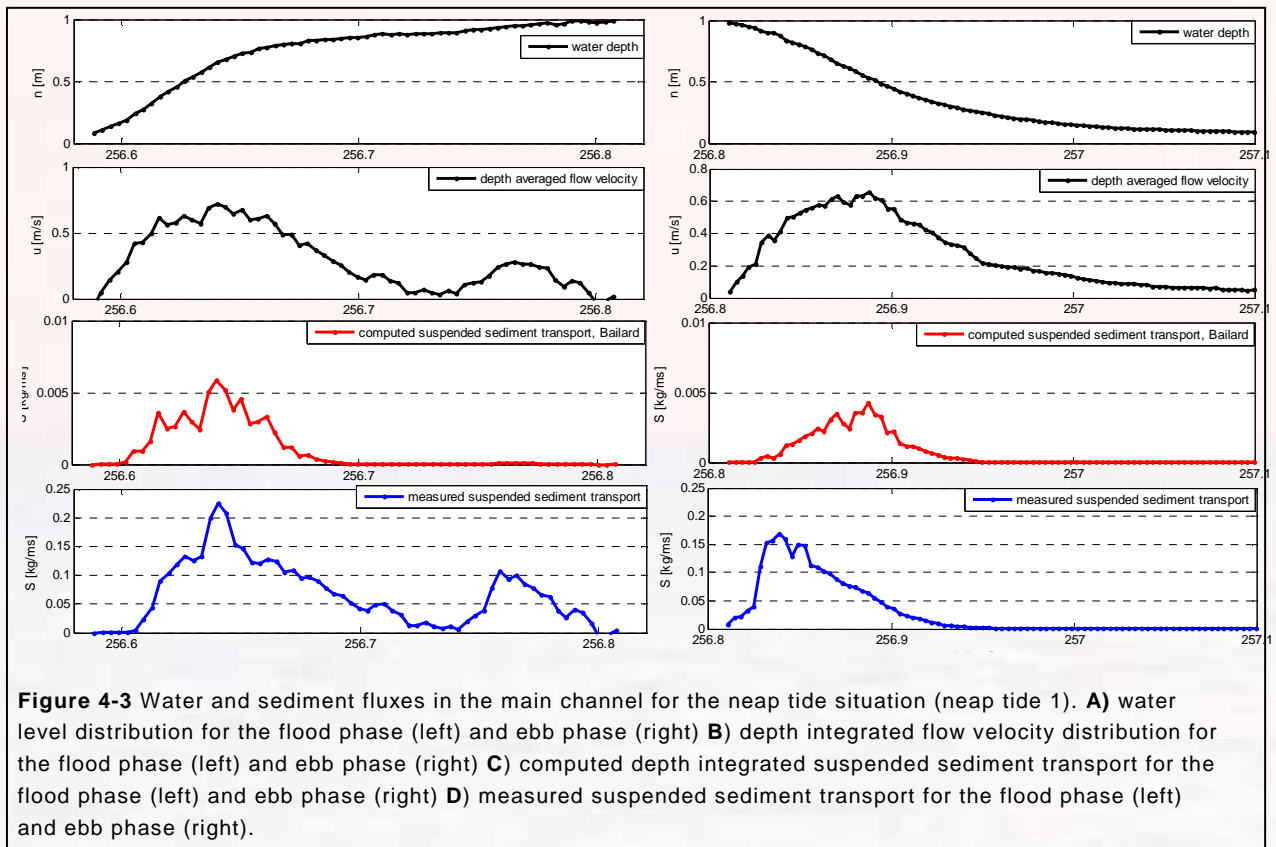 1
0.5
0
n [m]
water depth
256.6
256.7
256.8
1
0.5
0
n [m]
water depth
256.8
256.9
257
257.1
1
0.5
0
u [m/s]
depth averaged flow velocity
256.6
256.7
256.8
0.8
0.6
0.4
0.2
0
u [m/s]
depth averaged flow velocity
256.8
256.9
257
257.1
0.01
0.005
0
S [kg/ms]
computed suspended sediment transport, Bailard
256.6
256.7
256.8
0.01
0.005
0
S [kg/ms]
computed suspended sediment transport, Bailard
256.8
256.9
257
257.1
0.25
0.2
0.15
0.1
0.05
0
S [kg/ms]
measured suspended sediment transport
256.6
256.7
256.8
0.25
0.2
0.15
0.1
0.05
0
S [kg/ms]
measured suspended sediment transport
256.8
256.9
257
257.1
Figure 4-3 Water and sediment fluxes in the main channel for the neap tide situation (neap tide 1). A) water
level distribution for the flood phase (left) and ebb phase (right) B) depth integrated flow velocity distribution for
the flood phase (left) and ebb phase (right) C) computed depth integrated suspended sediment transport for the
flood phase (left) and ebb phase (right) D) measured suspended sediment transport for the flood phase (left)
and ebb phase (right).